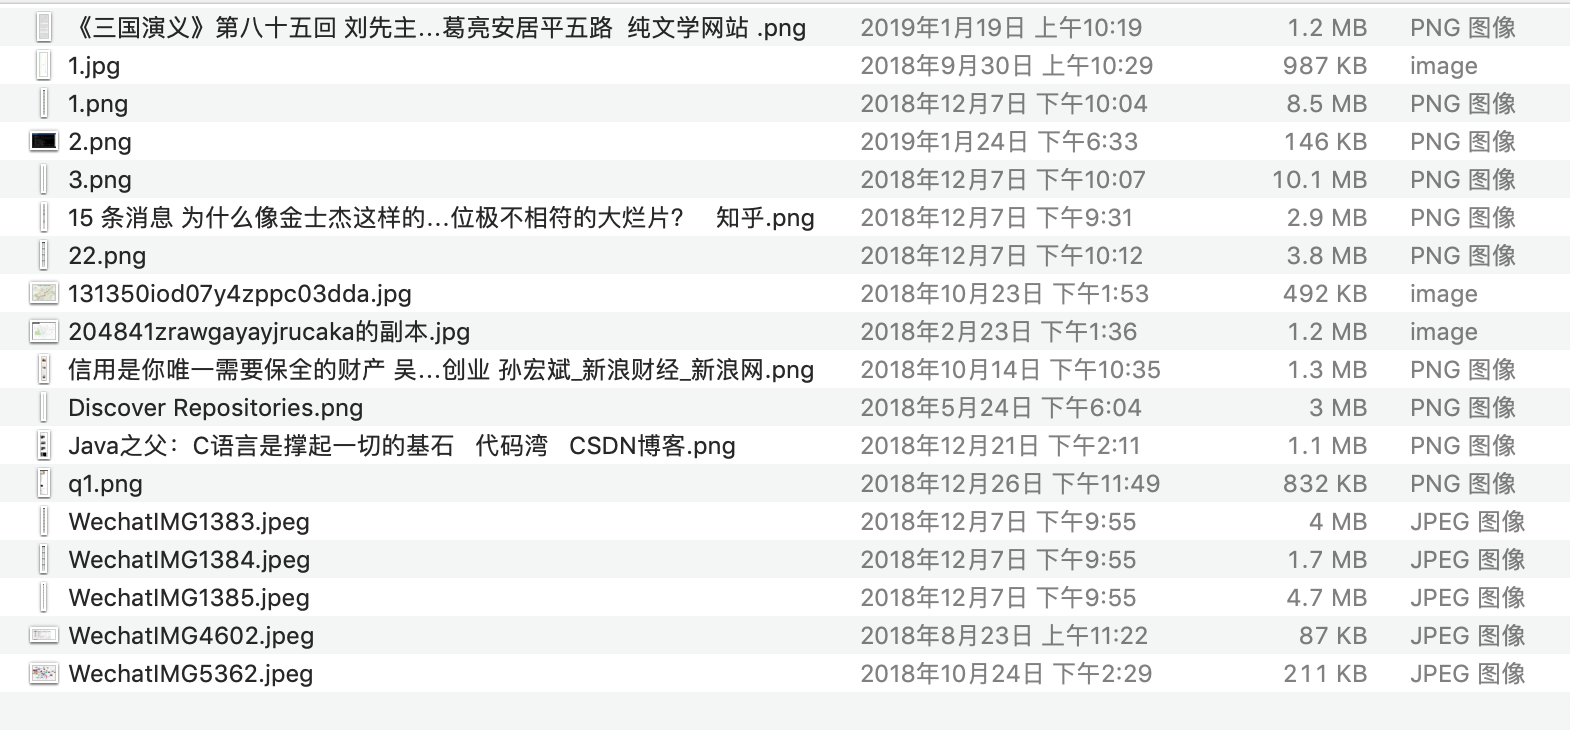 《三国演义》第八十五回 刘先主...葛亮安居平五路 纯文学网站 .png 2019年1月19日 上午10:19 1.2 MB PNG 图像
1.jpg 2018年9月30日 上午10:29 987 KB image
1.png 2018年12月7日 下午10:04 8.5 MB PNG 图像
2.png 2019年1月24日 下午6:33 146 KB PNG 图像
3.png 2018年12月7日 下午10:07 10.1 MB PNG 图像
15 条消息 为什么像金士杰这样的...位极不相符的大烂片? 知乎.png 2018年12月7日 下午9:31 2.9 MB PNG 图像
22.png 2018年12月7日 下午10:12 3.8 MB PNG 图像
131350iod07y4zppc03dda.jpg 2018年10月23日 下午1:53 492 KB image
204841zrawgayayjrucaka的副本.jpg 2018年2月23日 下午1:36 1.2 MB image
信用是你唯一需要保全的财产 吴...创业 孙宏斌_新浪财经_新浪网.png 2018年10月14日 下午10:35 1.3 MB PNG 图像
Discover Repositories.png 2018年5月24日 下午6:04 3 MB PNG 图像
Java之父：C语言是撑起一切的基石 代码湾 CSDN博客.png 2018年12月21日 下午2:11 1.1 MB PNG 图像
q1.png 2018年12月26日 下午11:49 832 KB PNG 图像
WechatIMG1383.jpeg 2018年12月7日 下午9:55 4 MB JPEG 图像
WechatIMG1384.jpeg 2018年12月7日 下午9:55 1.7 MB JPEG 图像
WechatIMG1385.jpeg 2018年12月7日 下午9:55 4.7 MB JPEG 图像
WechatIMG4602.jpeg 2018年8月23日 上午11:22 87 KB JPEG 图像
WechatIMG5362.jpeg 2018年10月24日 下午2:29 211 KB JPEG 图像